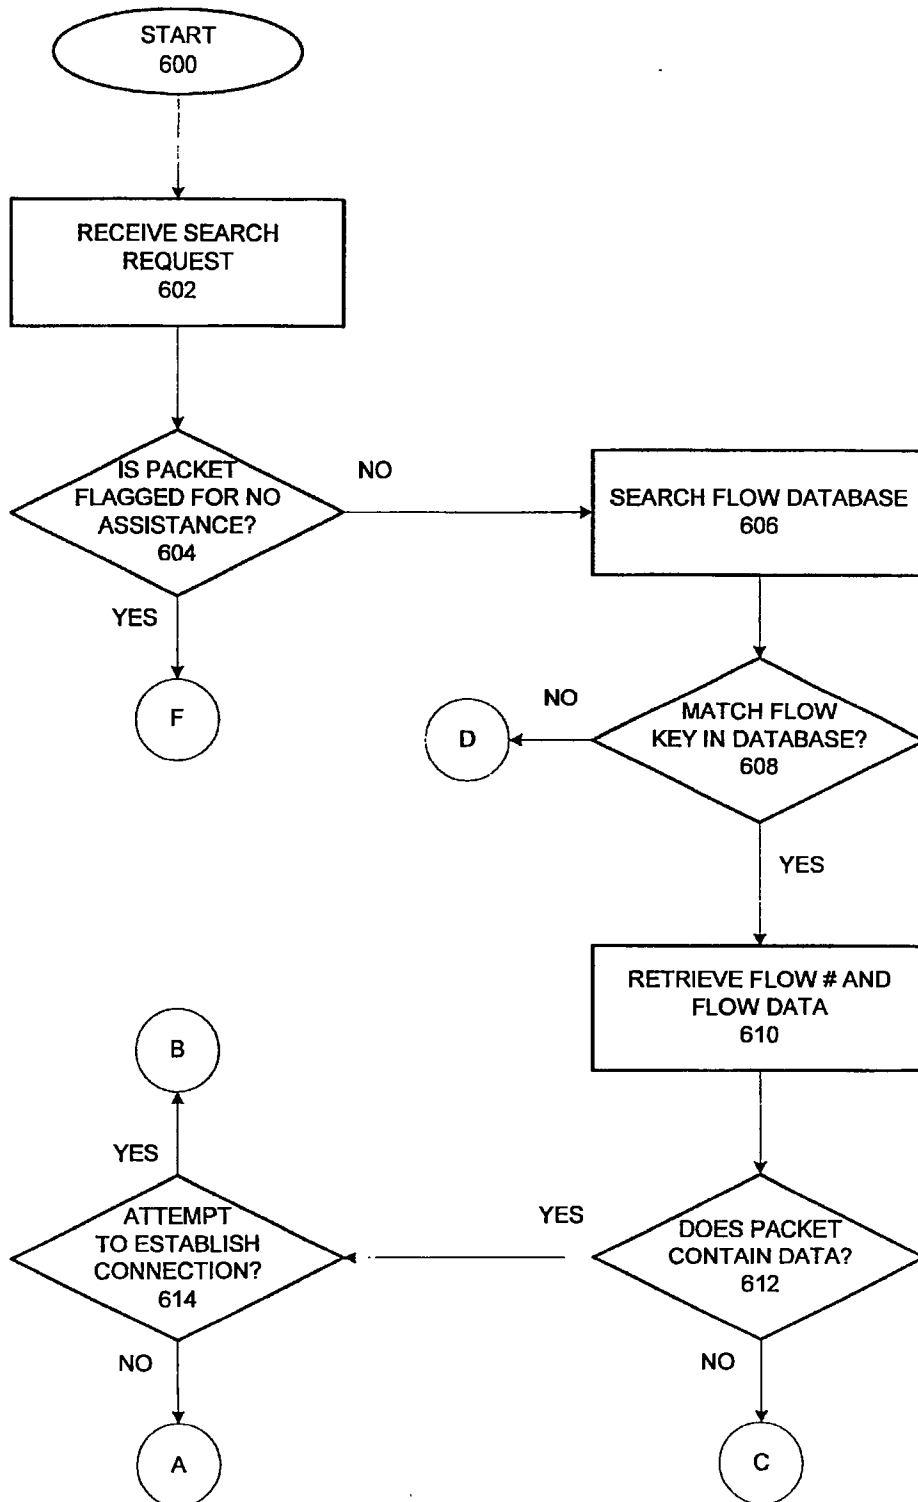 START
600
RECEIVE SEARCH
REQUEST
602
IS PACKET
FLAGGED FOR NO
ASSISTANCE?
604
NO
YES
F
SEARCH FLOW DATABASE
606
MATCH FLOW
KEY IN DATABASE?
608
NO
D
YES
RETRIEVE FLOW # AND
FLOW DATA
610
DOES PACKET
CONTAIN DATA?
612
YES
NO
C
ATTEMPT
TO ESTABLISH
CONNECTION?
614
YES
B
NO
A